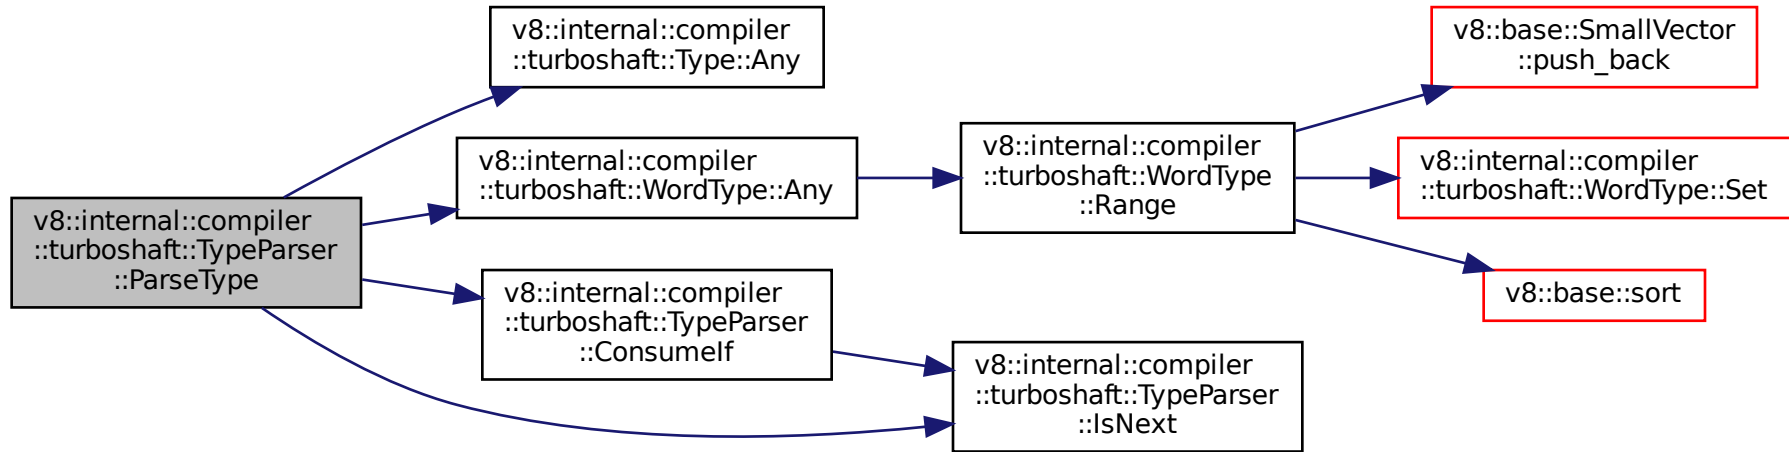 v8::internal::compiler
::turboshaft::TypeParser
::ParseType
v8::internal::compiler
::turboshaft::Type::Any
v8::internal::compiler
::turboshaft::WordType::Any
v8::internal::compiler
::turboshaft::TypeParser
::ConsumeIf
v8::internal::compiler
::turboshaft::WordType
::Range
v8::internal::compiler
::turboshaft::TypeParser
::IsNext
v8::base::SmallVector
::push_back
v8::internal::compiler
::turboshaft::WordType::Set
v8::base::sort